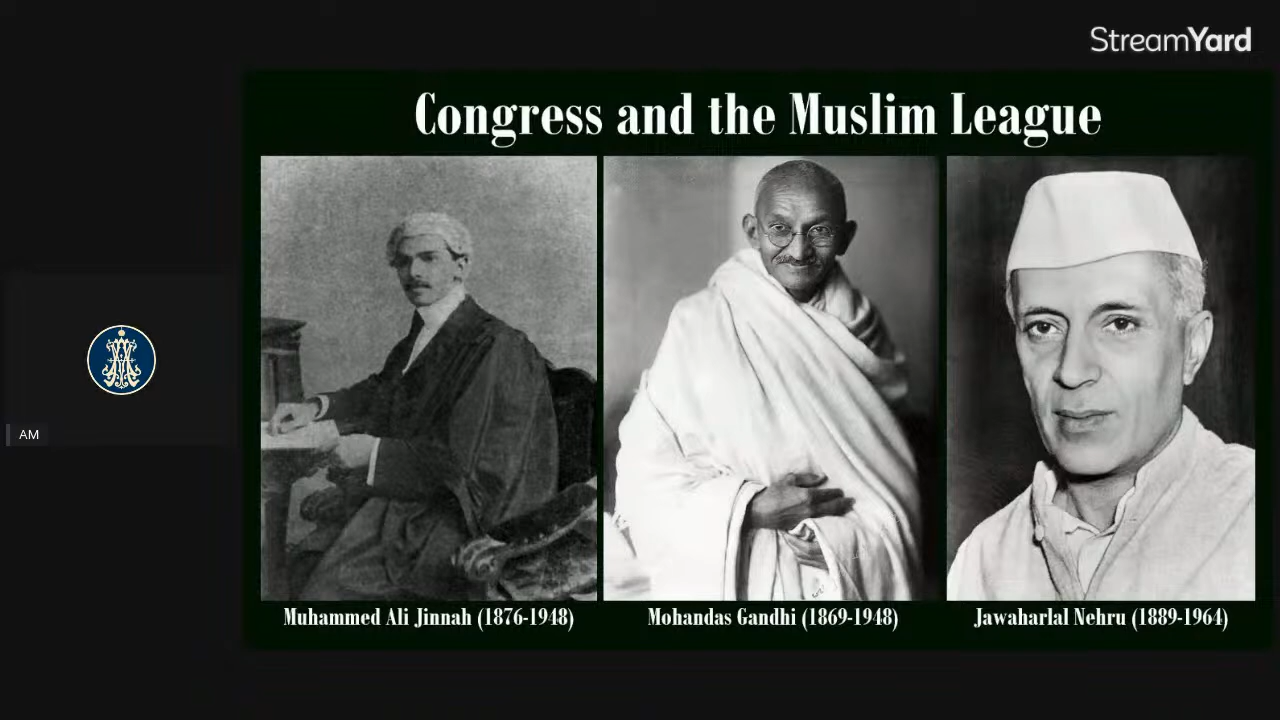 StreamYard
Congress and the Muslim League
AM
Muhammed Ali Jinnah (1876-1948)
Mohandas Gandhi (1869-1948)
Jawaharlal Nehru (1889-1964)